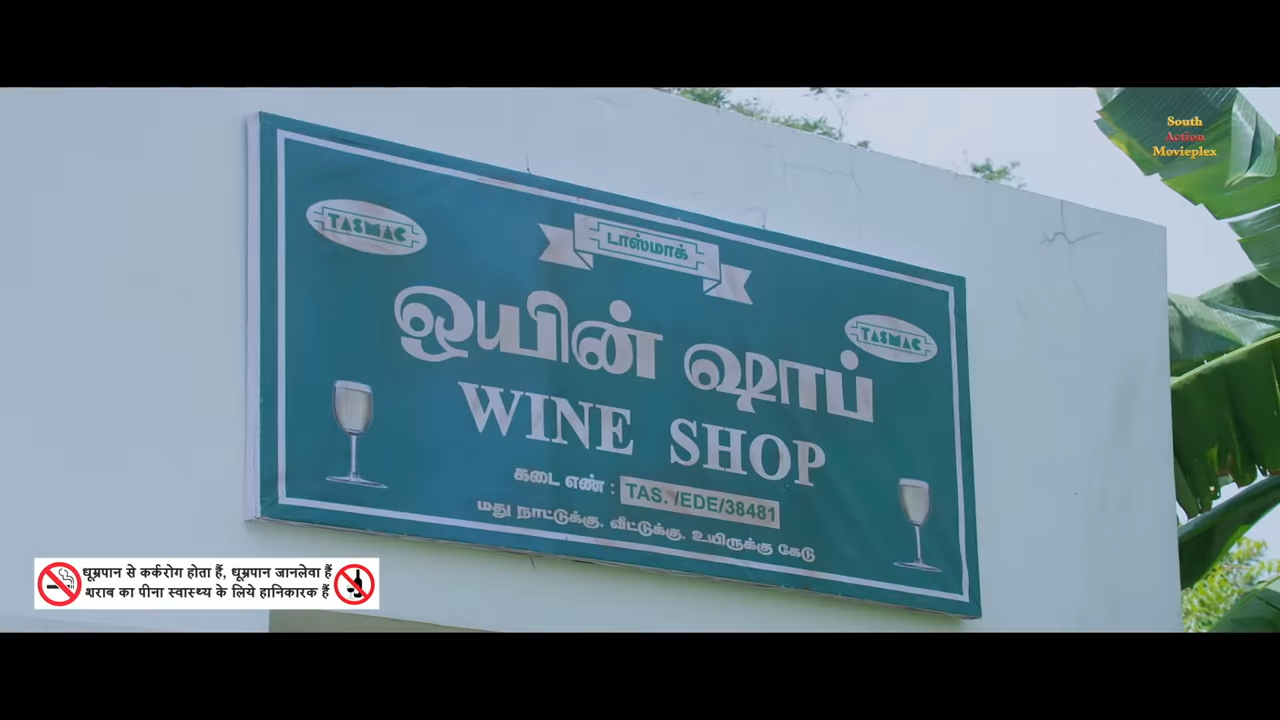 South
Action
Movieplex
TASMAC
டாஸ்மாக்
ஒயின் ஷாப்
TASMAC
WINE SHOP
கடை எண் : TAS. /EDE/38481
மது நாட்டுக்கு, வீட்டுக்கு, உயிருக்கு கேடு
धूम्रपान से कर्करोग होता हैं, धूम्रपान जानलेवा हैं
शराब का पीना स्वास्थ्य के लिये हानिकारक हैं